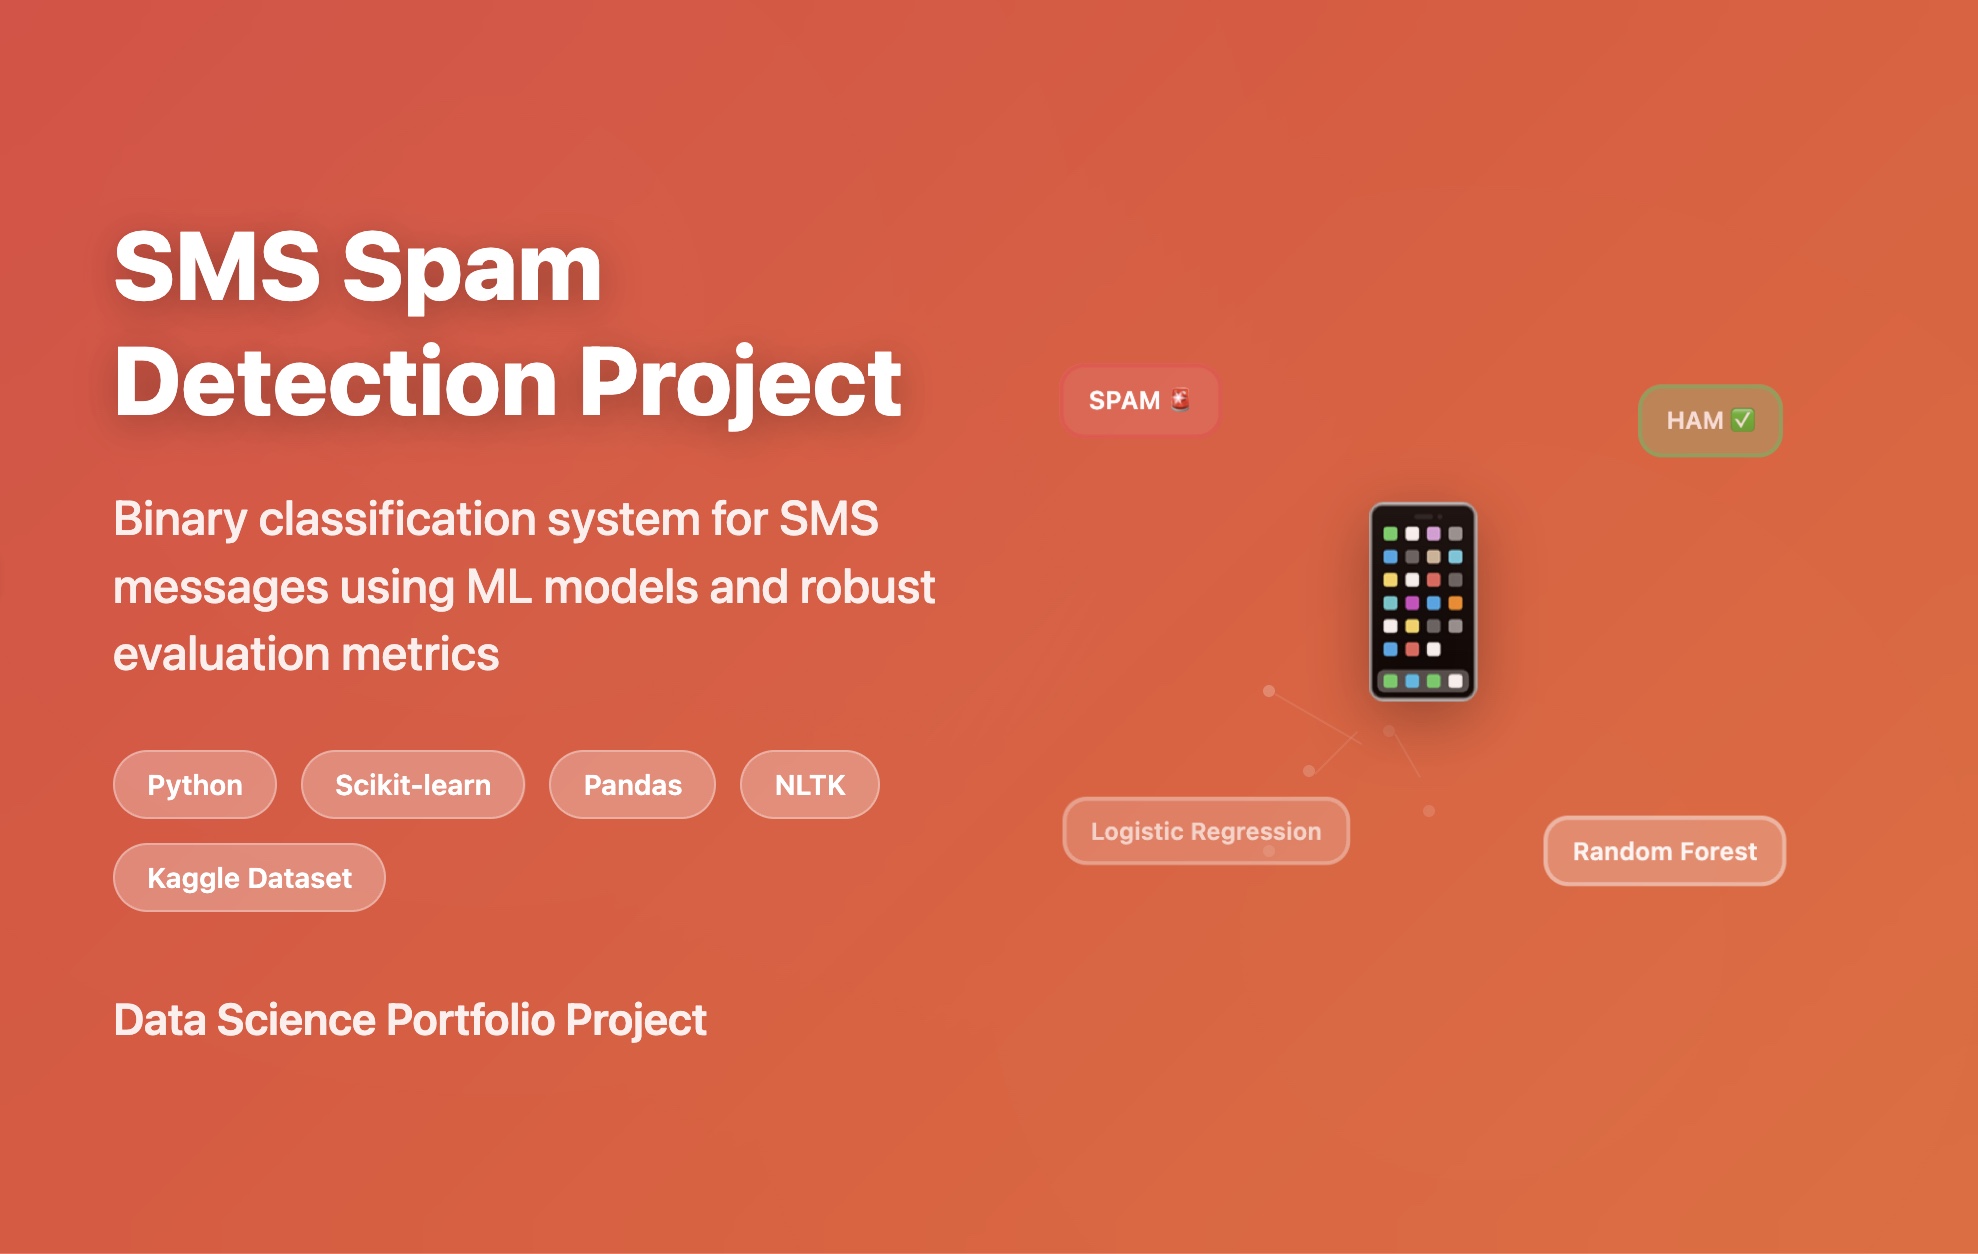 SMS Spam
Detection Project
Binary classification system for SMS
messages using ML models and robust
evaluation metrics
Python
Scikit-learn
Pandas
NLTK
Kaggle Dataset
Data Science Portfolio Project
SPAM 🚨
HAM ✅
Logistic Regression
Random Forest